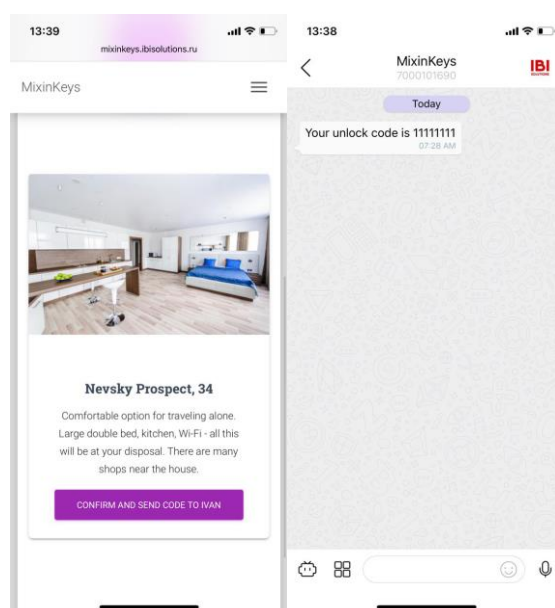 13:39
mixinkeys.ibisolutions.ru
MixinKeys
Nevsky Prospect, 34
Comfortable option for traveling alone.
Large double bed, kitchen, Wi-Fi - all this
will be at your disposal. There are many
shops near the house.
CONFIRM AND SEND CODE TO IVAN
13:38
MixinKeys
7000101690
IBI
SOLUTIONS
Today
Your unlock code is 11111111
07:28 AM